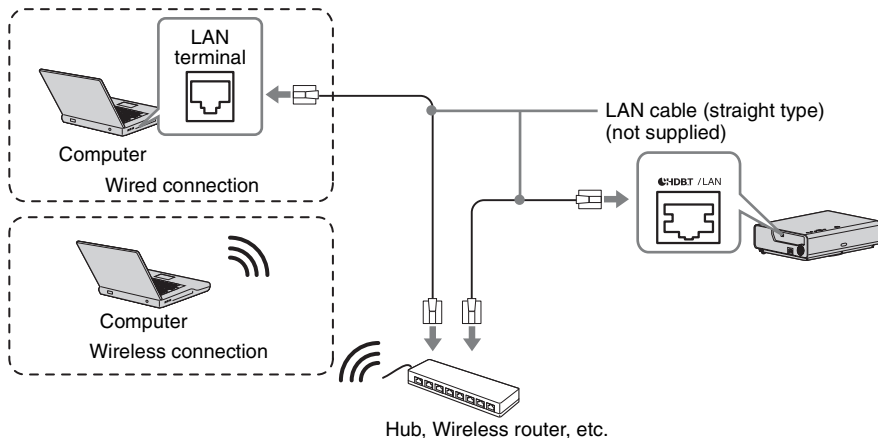 LAN
terminal
Computer
Wired connection
LAN cable (straight type)
(not supplied)
HDBT / LAN
Computer
Wireless connection
Hub, Wireless router, etc.